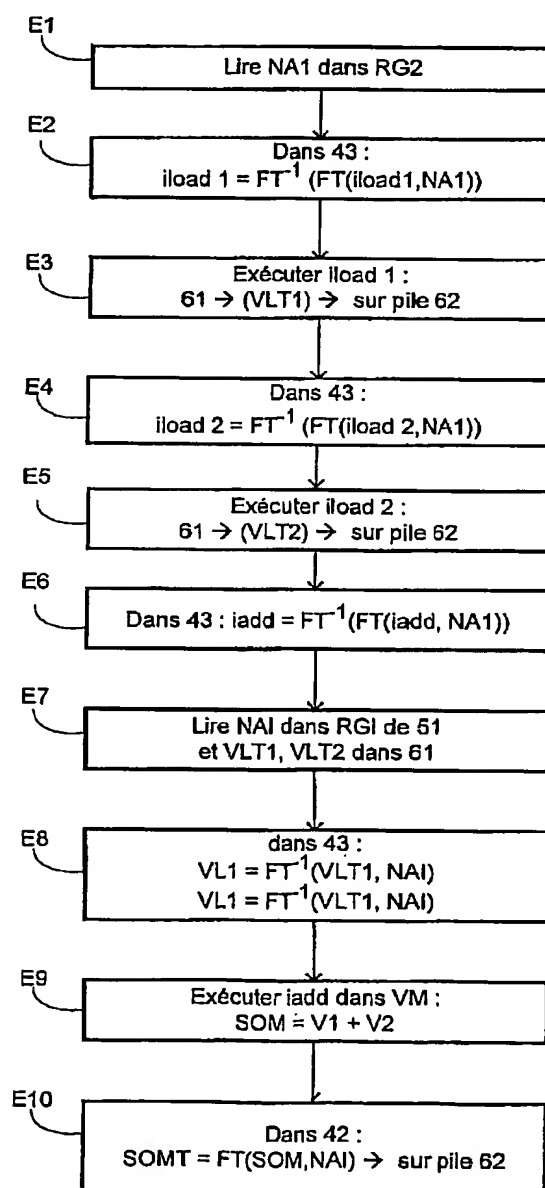 E1
Lire NA1 dans RG2
E2
Dans 43 :
iload 1 = FT⁻¹ (FT(iload1,NA1))
E3
Exécuter iload 1 :
61 → (VLT1) → sur pile 62
E4
Dans 43 :
iload 2 = FT⁻¹ (FT(iload 2,NA1))
E5
Exécuter iload 2 :
61 → (VLT2) → sur pile 62
E6
Dans 43 : iadd = FT⁻¹(FT(iadd, NA1))
E7
Lire NAI dans RGI de 51
et VLT1, VLT2 dans 61
E8
dans 43 :
VL1 = FT⁻¹(VLT1, NAI)
VL1 = FT⁻¹(VLT1, NAI)
E9
Exécuter iadd dans VM :
SOM = V1 + V2
E10
Dans 42 :
SOMT = FT(SOM,NAI) → sur pile 62